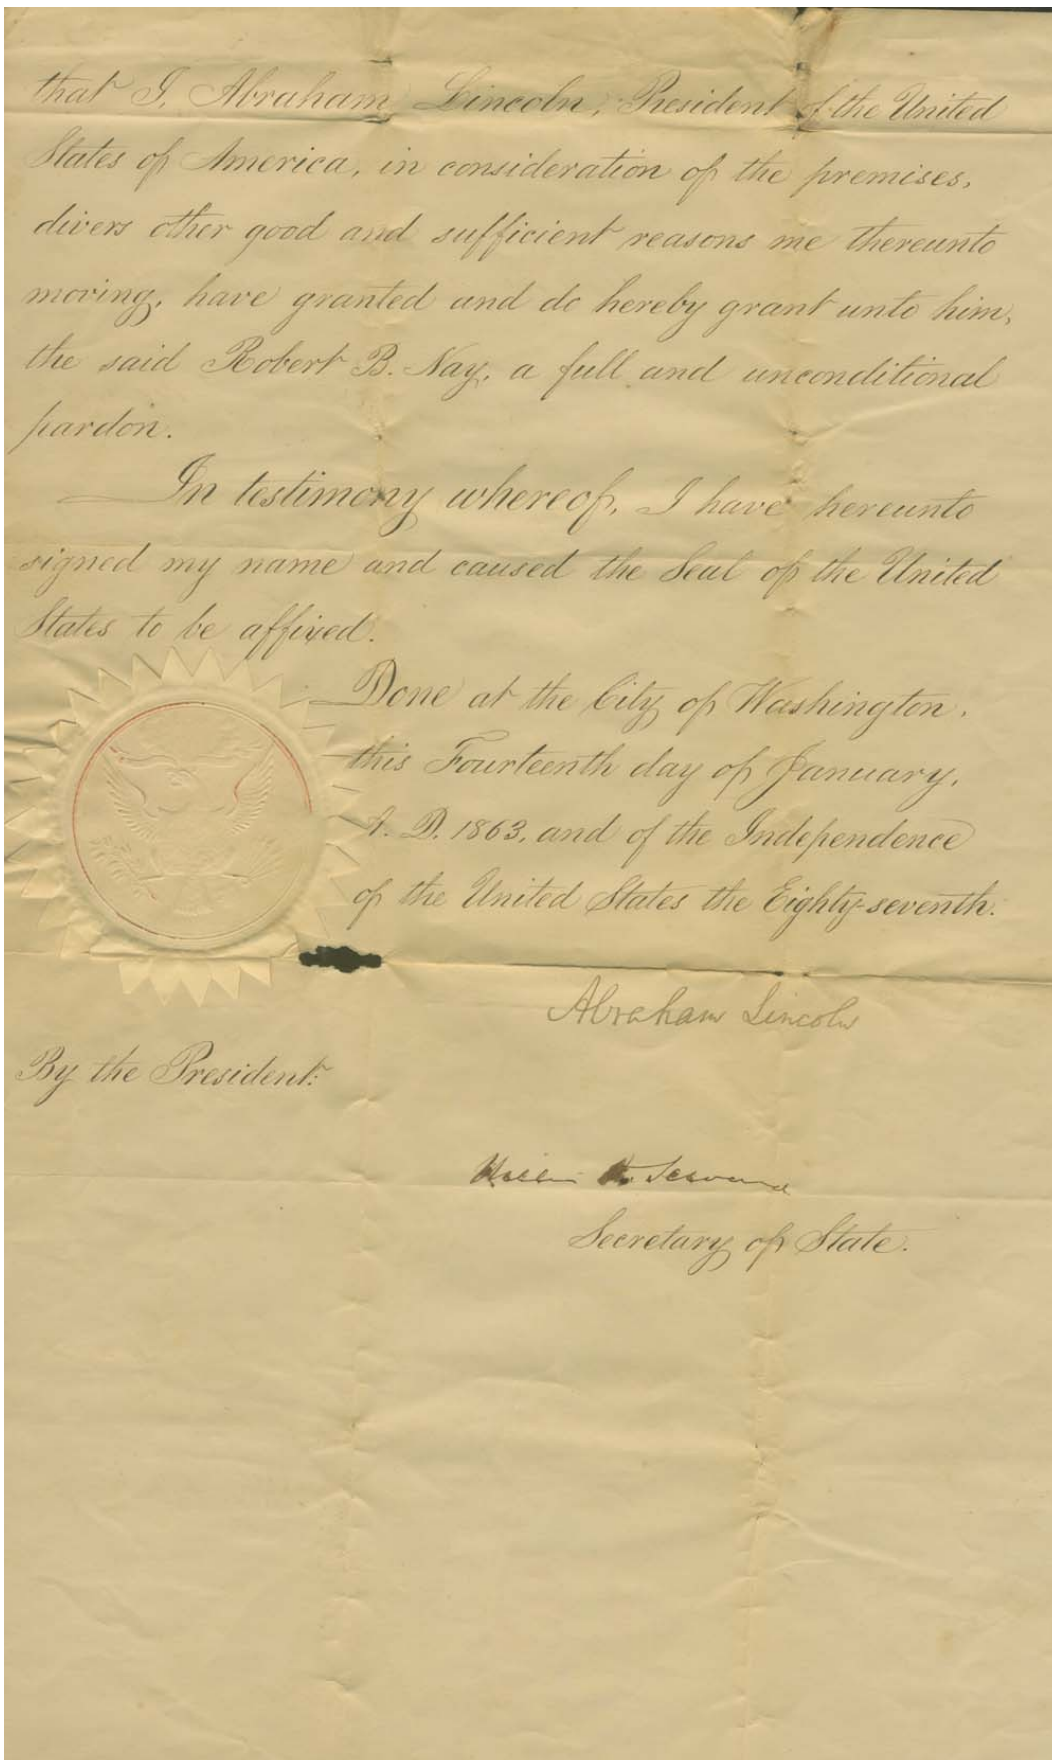 that I, Abraham Lincoln, President of the United
States of America, in consideration of the premises,
divers other good and sufficient reasons me thereunto
moving, have granted and do hereby grant unto him,
the said Robert B. Nay, a full and unconditional
pardon.
In testimony whereof, I have hereunto
signed my name and caused the Seal of the United
States to be affixed.
Done at the City of Washington,
this Fourteenth day of January,
A. D. 1863, and of the Independence
of the United States the Eighty-seventh.
Abraham Lincoln
By the President:
William H. Seward
Secretary of State.